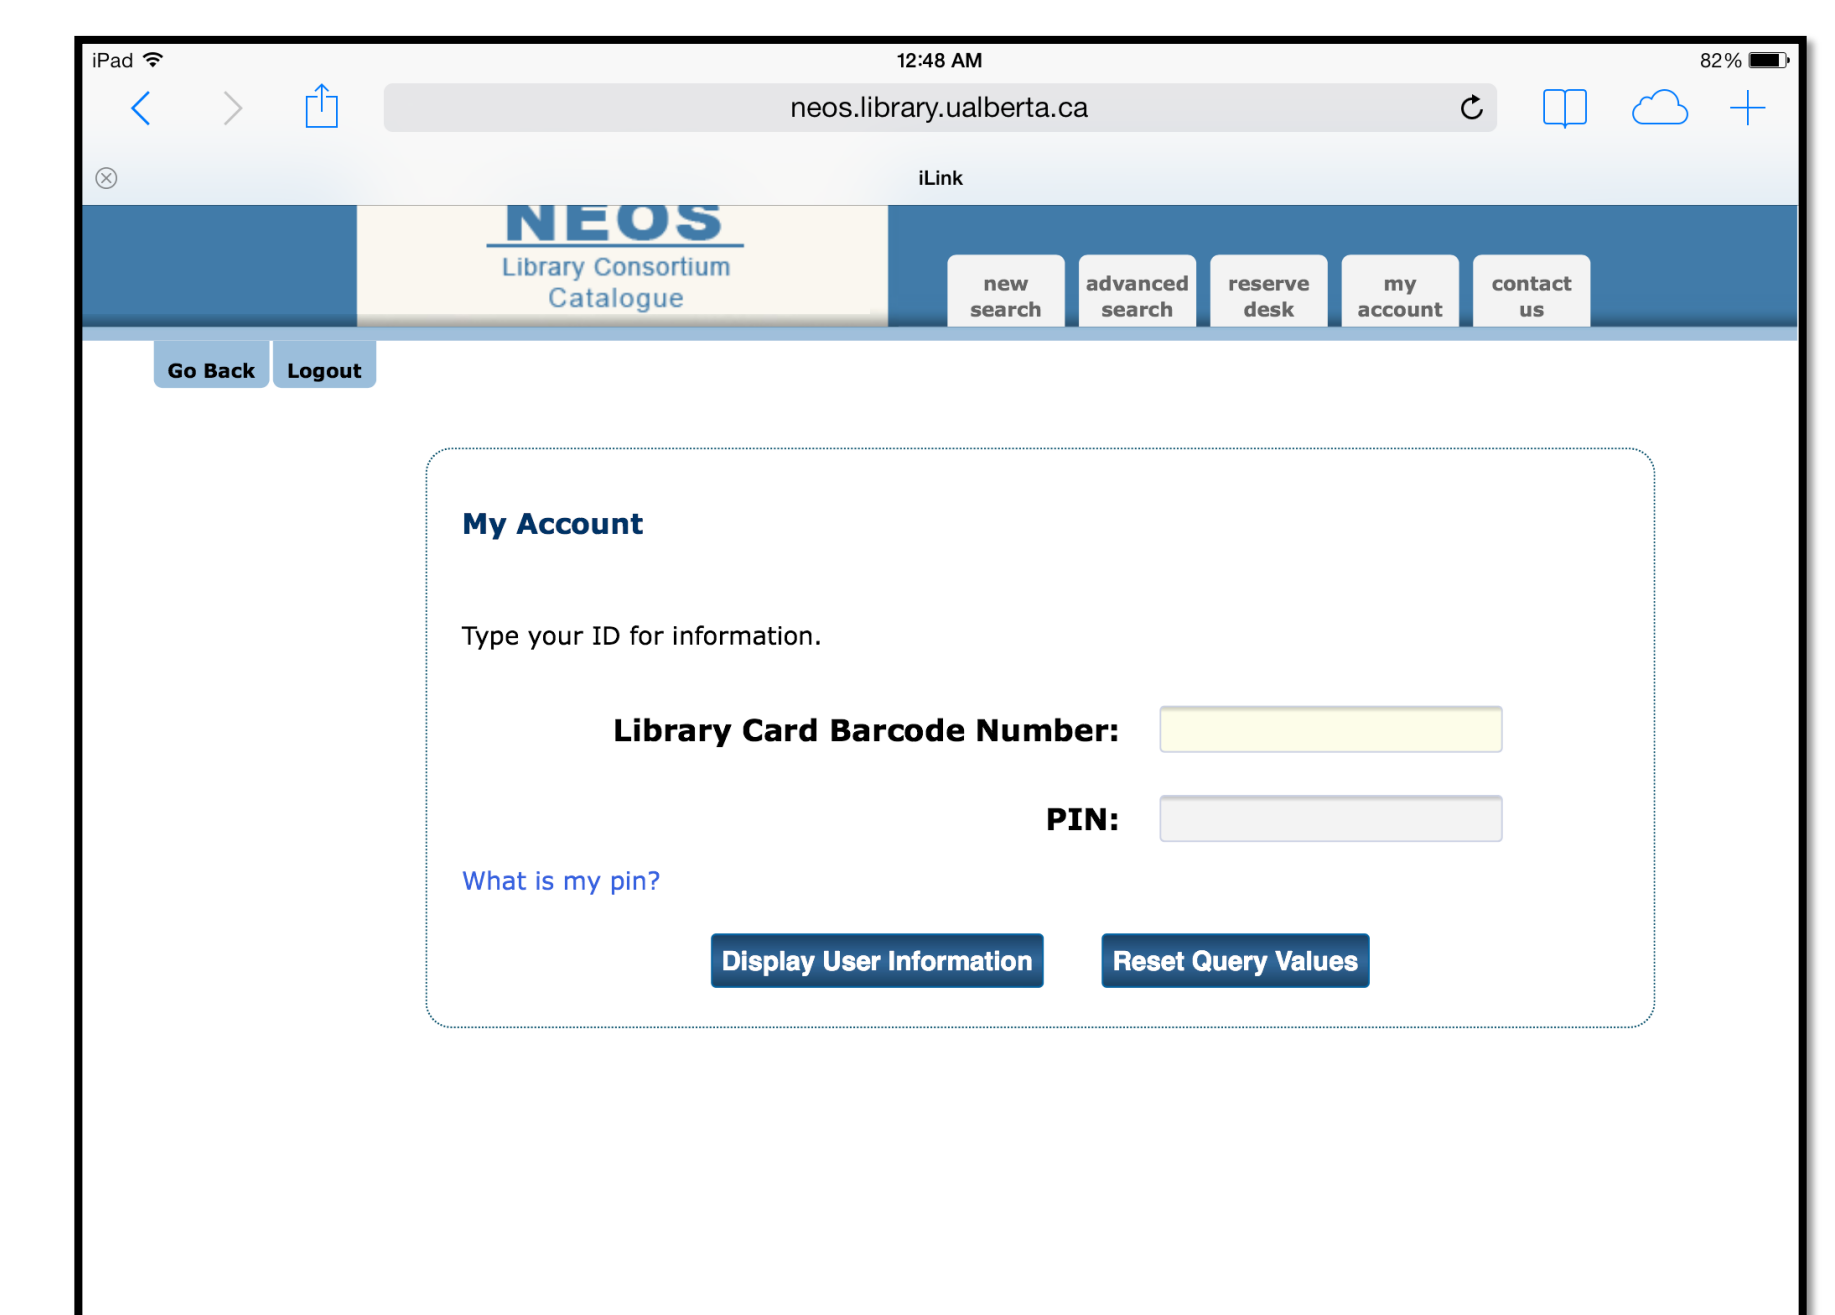 iPad 12:48 AM 82%
neos.library.ualberta.ca
iLink
NEOS
Library Consortium
Catalogue
new search
advanced search
reserve desk
my account
contact us
Go Back Logout
My Account
Type your ID for information.
Library Card Barcode Number:
PIN:
What is my pin?
Display User Information Reset Query Values